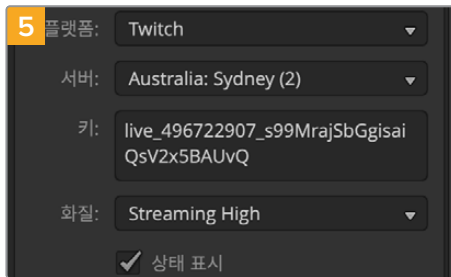 5 플랫폼: Twitch
서버: Australia: Sydney (2)
키: live_496722907_s99MrajSbGgisai
QsV2x5BAUvQ
화질: Streaming High
상태 표시